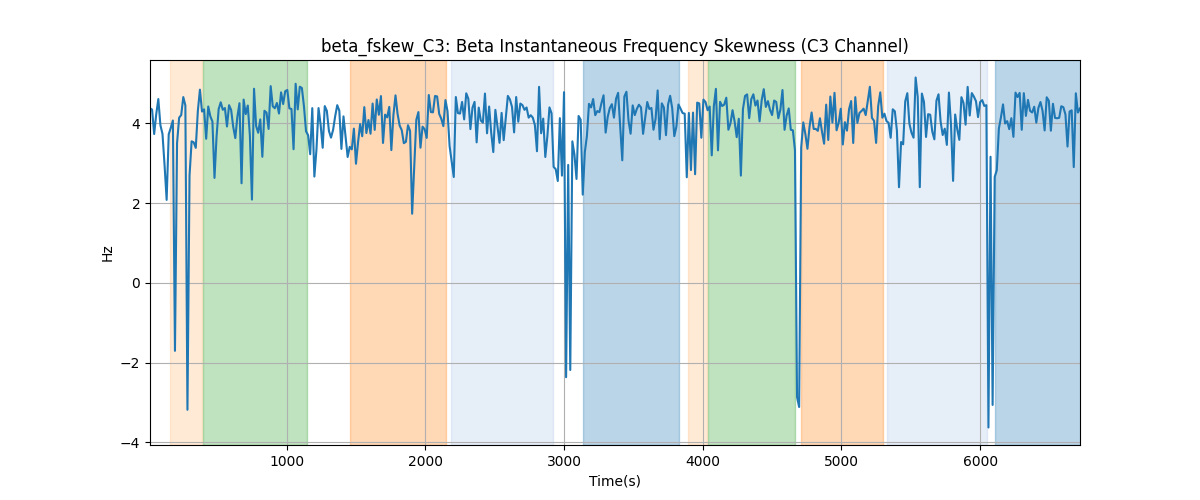 beta_fskew_C3: Beta Instantaneous Frequency Skewness (C3 Channel)
Hz
4
2
0
−2
−4
1000 2000 3000 4000 5000 6000
Time(s)